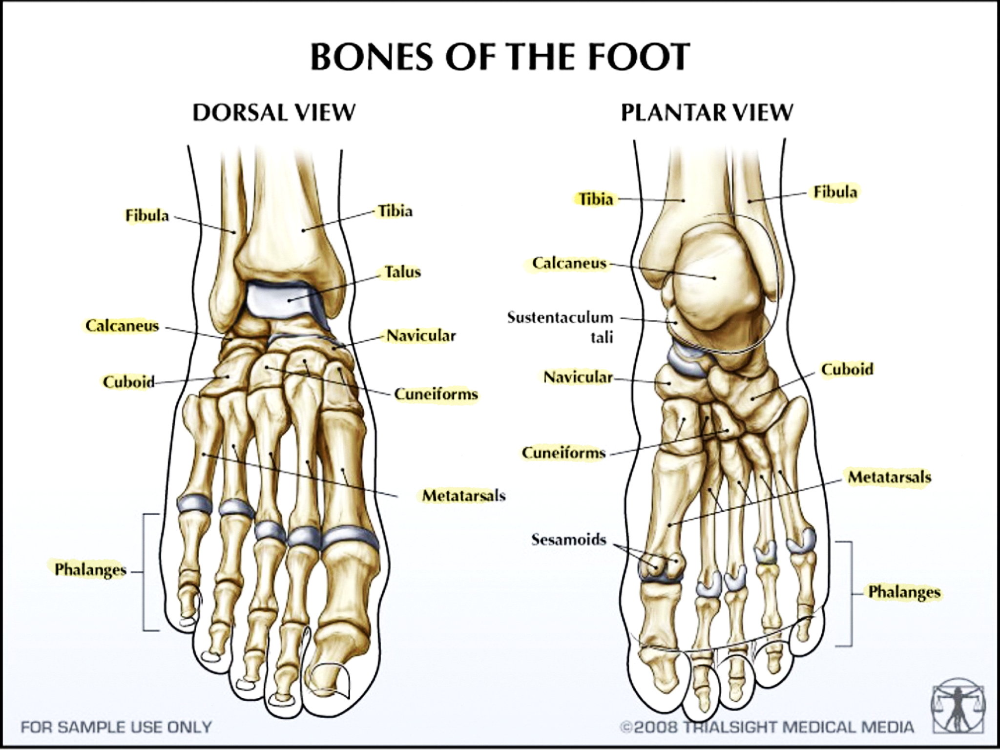 BONES OF THE FOOT
DORSAL VIEW
Fibula
Tibia
Talus
Calcaneus
Navicular
Cuboid
Cuneiforms
Metatarsals
Phalanges
PLANTAR VIEW
Tibia
Fibula
Calcaneus
Sustentaculum
tali
Navicular
Cuboid
Cuneiforms
Metatarsals
Sesamoids
Phalanges
FOR SAMPLE USE ONLY
©2008 TRIALSIGHT MEDICAL MEDIA